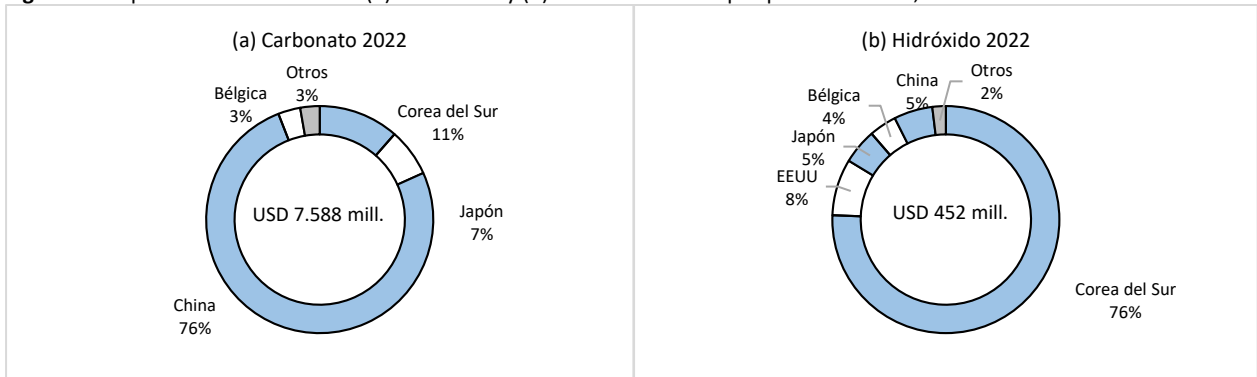 (a) Carbonato 2022
Otros
3%
Bélgica
3%
Corea del Sur
11%
USD 7.588 mill.
Japón
7%
China
76%
(b) Hidróxido 2022
Otros
2%
China
5%
Bélgica
4%
Japón
5%
EEUU
8%
USD 452 mill.
Corea del Sur
76%